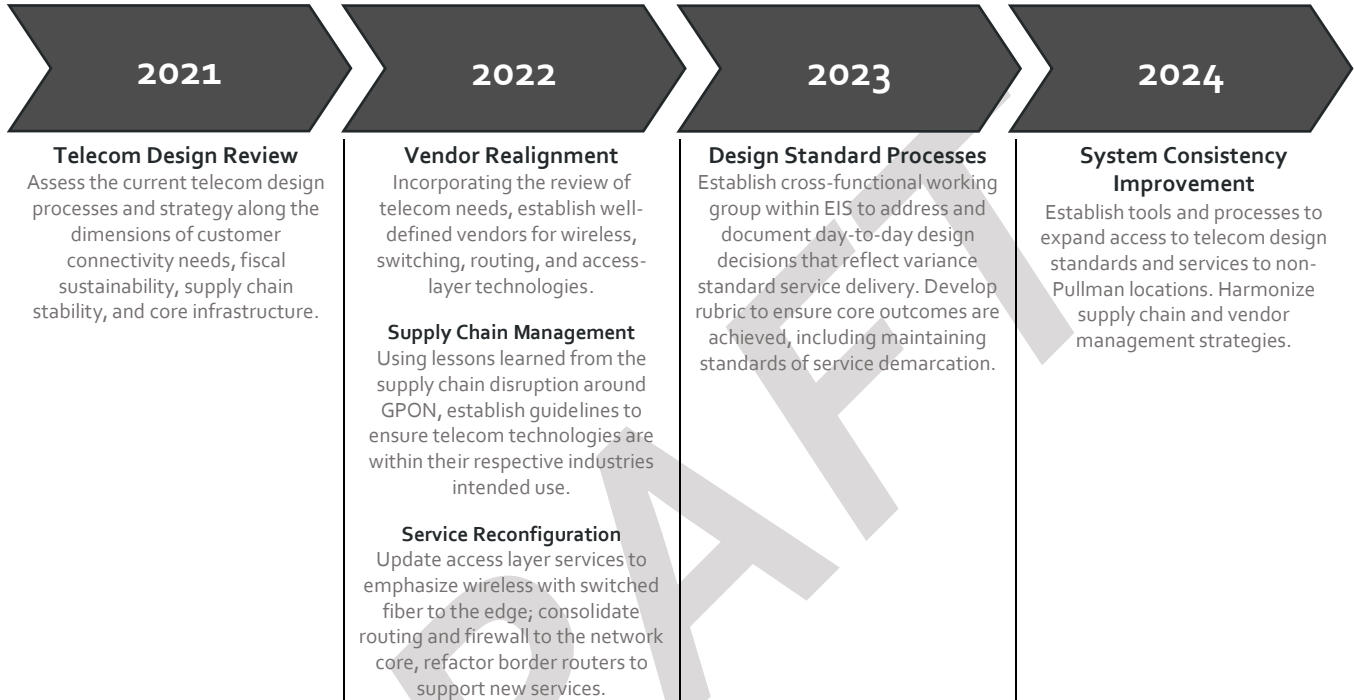 2021
Telecom Design Review
Assess the current telecom design
processes and strategy along the
dimensions of customer
connectivity needs, fiscal
sustainability, supply chain
stability, and core infrastructure.
2022
Vendor Realignment
Incorporating the review of
telecom needs, establish well-
defined vendors for wireless,
switching, routing, and access-
layer technologies.
Supply Chain Management
Using lessons learned from the
supply chain disruption around
GPON, establish guidelines to
ensure telecom technologies are
within their respective industries
intended use.
Service Reconfiguration
Update access layer services to
emphasize wireless with switched
fiber to the edge; consolidate
routing and firewall to the network
core, refactor border routers to
support new services.
2023
Design Standard Processes
Establish cross-functional working
group within EIS to address and
document day-to-day design
decisions that reflect variance
standard service delivery. Develop
rubric to ensure core outcomes are
achieved, including maintaining
standards of service demarcation.
2024
System Consistency
Improvement
Establish tools and processes to
expand access to telecom design
standards and services to non-
Pullman locations. Harmonize
supply chain and vendor
management strategies.
DRAFT